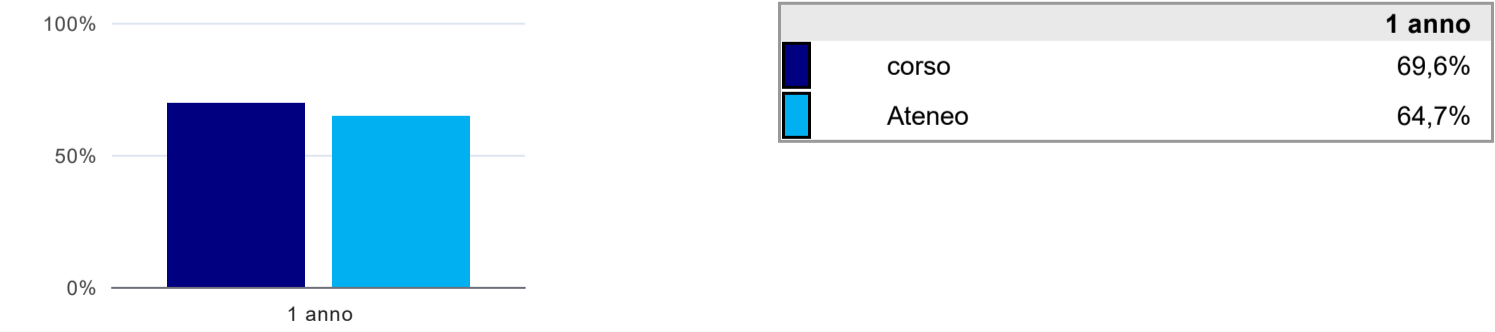 100%
50%
0%
1 anno
1 anno
corso 69,6%
Ateneo 64,7%